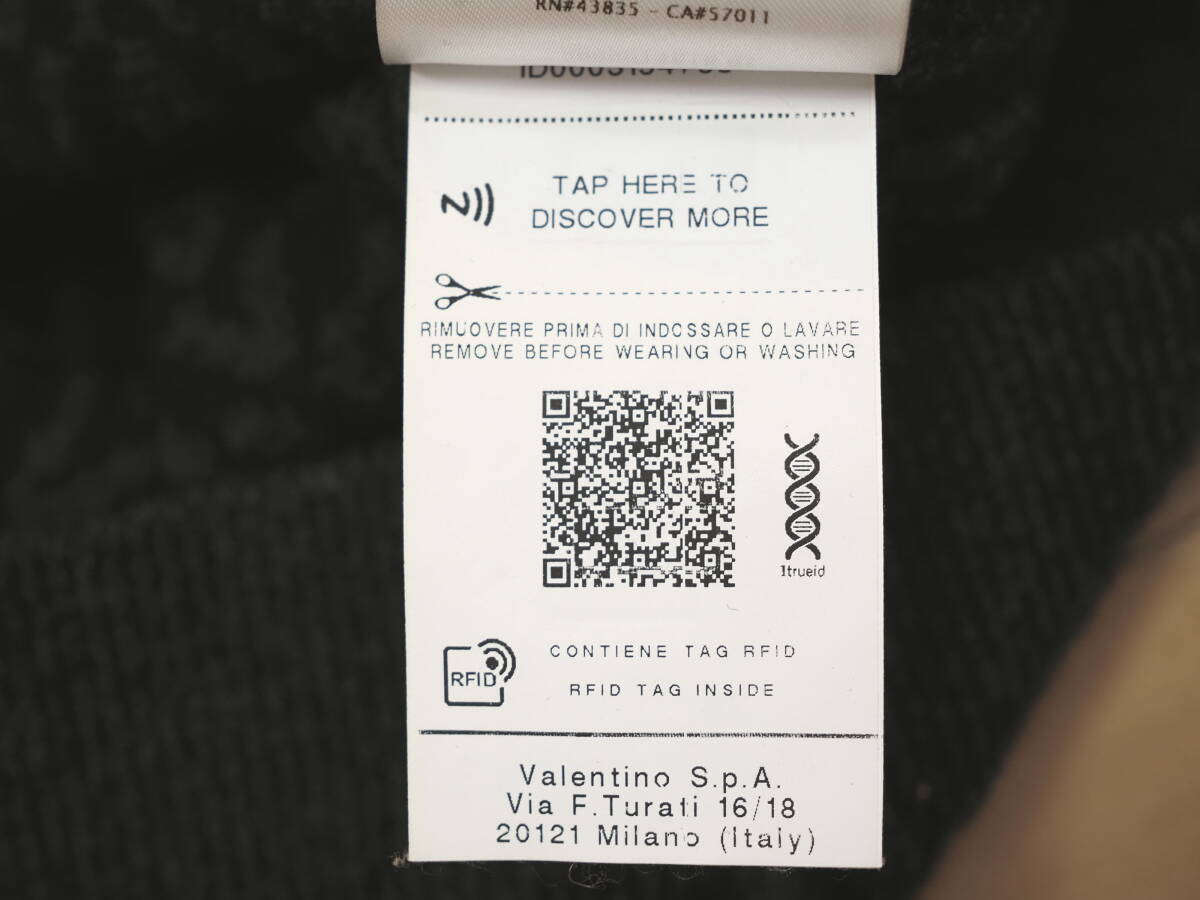 RN#43835 - CA#57011
TAP HERE TO
DISCOVER MORE
RIMUOVERE PRIMA DI INDOSSARE O LAVARE
REMOVE BEFORE WEARING OR WASHING
1trueid
RFID
CONTIENE TAG RFID
RFID TAG INSIDE
Valentino S.p.A.
Via F.Turati 16/18
20121 Milano (Italy)